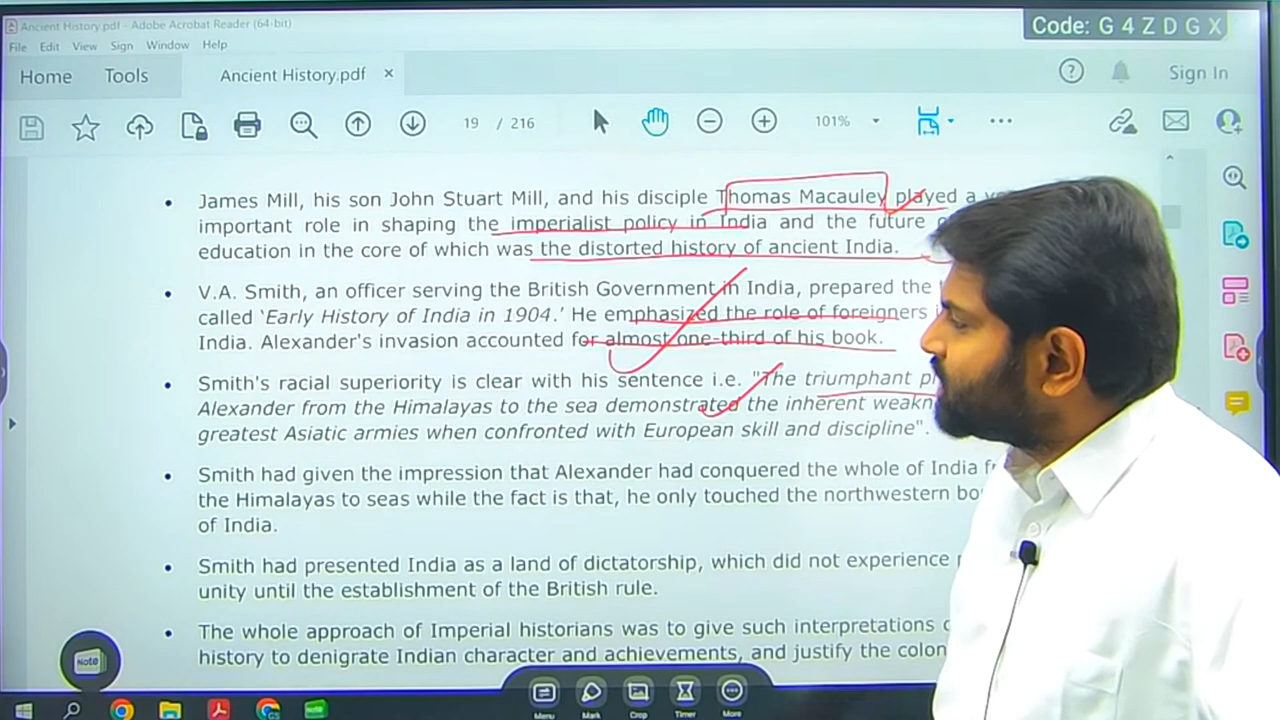 Ancient History.pdf - Adobe Acrobat Reader (64-bit)
Code: G 4 Z D G X
File Edit View Sign Window Help
Home Tools Ancient History.pdf × Sign In
19 / 216 101%
• James Mill, his son John Stuart Mill, and his disciple Thomas Macauley played a
important role in shaping the imperialist policy in India and the future
education in the core of which was the distorted history of ancient India.
• V.A. Smith, an officer serving the British Government in India, prepared the
called 'Early History of India in 1904.' He emphasized the role of foreigners
India. Alexander's invasion accounted for almost one-third of his book.
• Smith's racial superiority is clear with his sentence i.e. "The triumphant
Alexander from the Himalayas to the sea demonstrated the inherent
greatest Asiatic armies when confronted with European skill and discipline".
• Smith had given the impression that Alexander had conquered the whole of India
the Himalayas to seas while the fact is that, he only touched the northwestern
of India.
• Smith had presented India as a land of dictatorship, which did not experience
unity until the establishment of the British rule.
• The whole approach of Imperial historians was to give such interpretations
history to denigrate Indian character and achievements, and justify the
Note
Menu Mark Crop Timer More